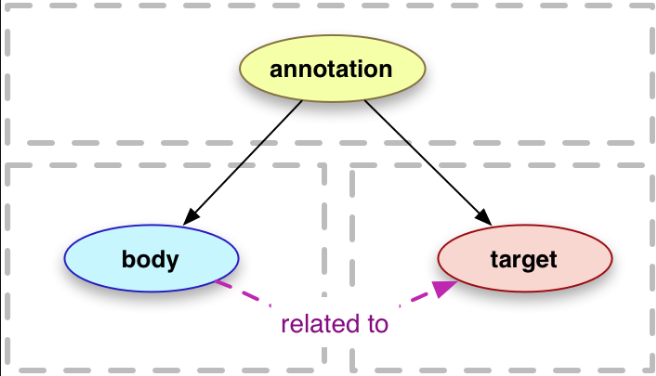 annotation
body
target
related to